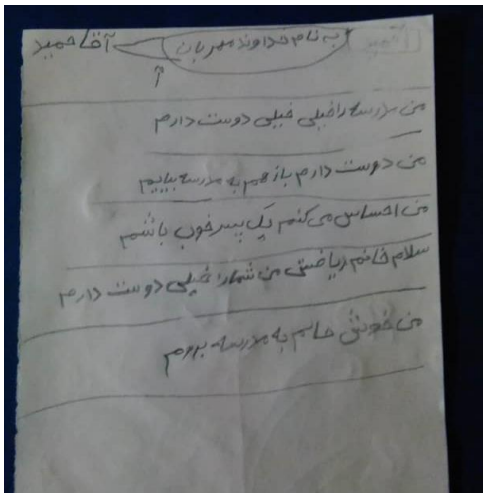 به نام خداوند مهربان آقا حمید
من مدرسه را خیلی خیلی دوست دارم
من دوست دارم باز هم به مدرسه بیاییم
من احساس می کنم یک پسر خوب باشم
سلام خانم ریاضتی من شما را خیلی دوست دارم
من خوش حالم به مدرسه بروم